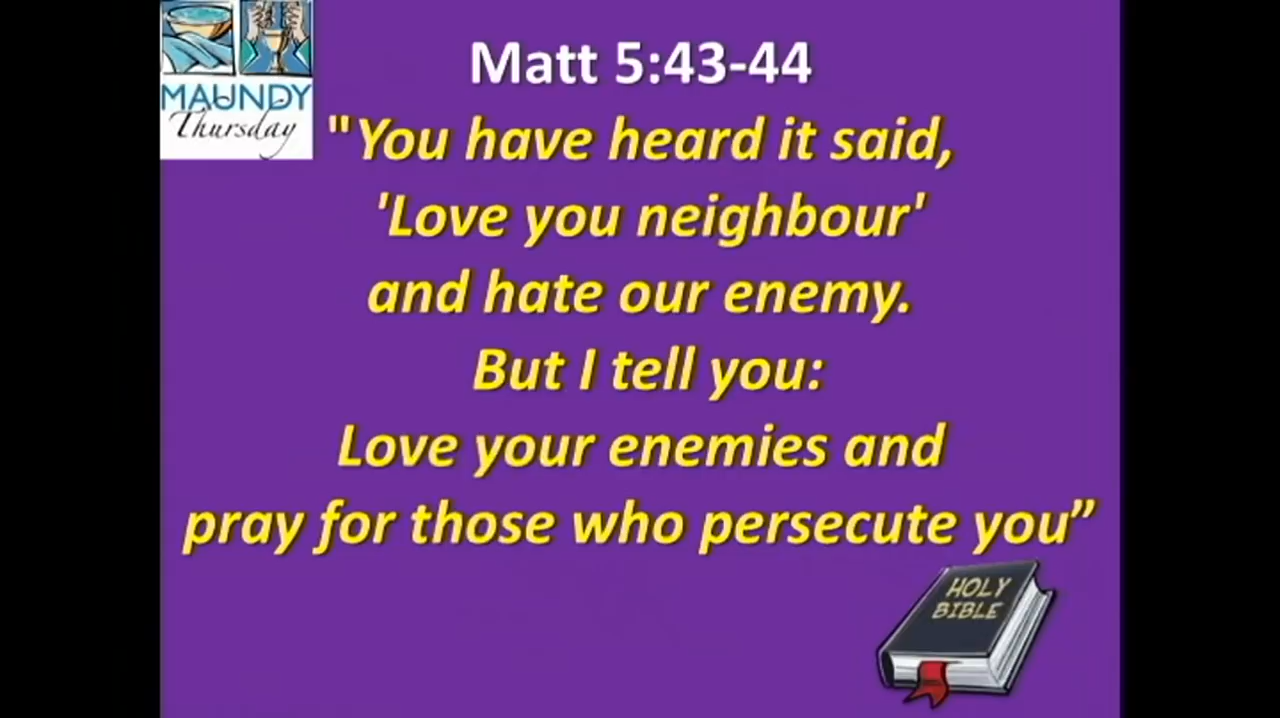 MAUNDY
Thursday
Matt 5:43-44
"You have heard it said,
'Love you neighbour'
and hate our enemy.
But I tell you:
Love your enemies and
pray for those who persecute you”
HOLY
BIBLE